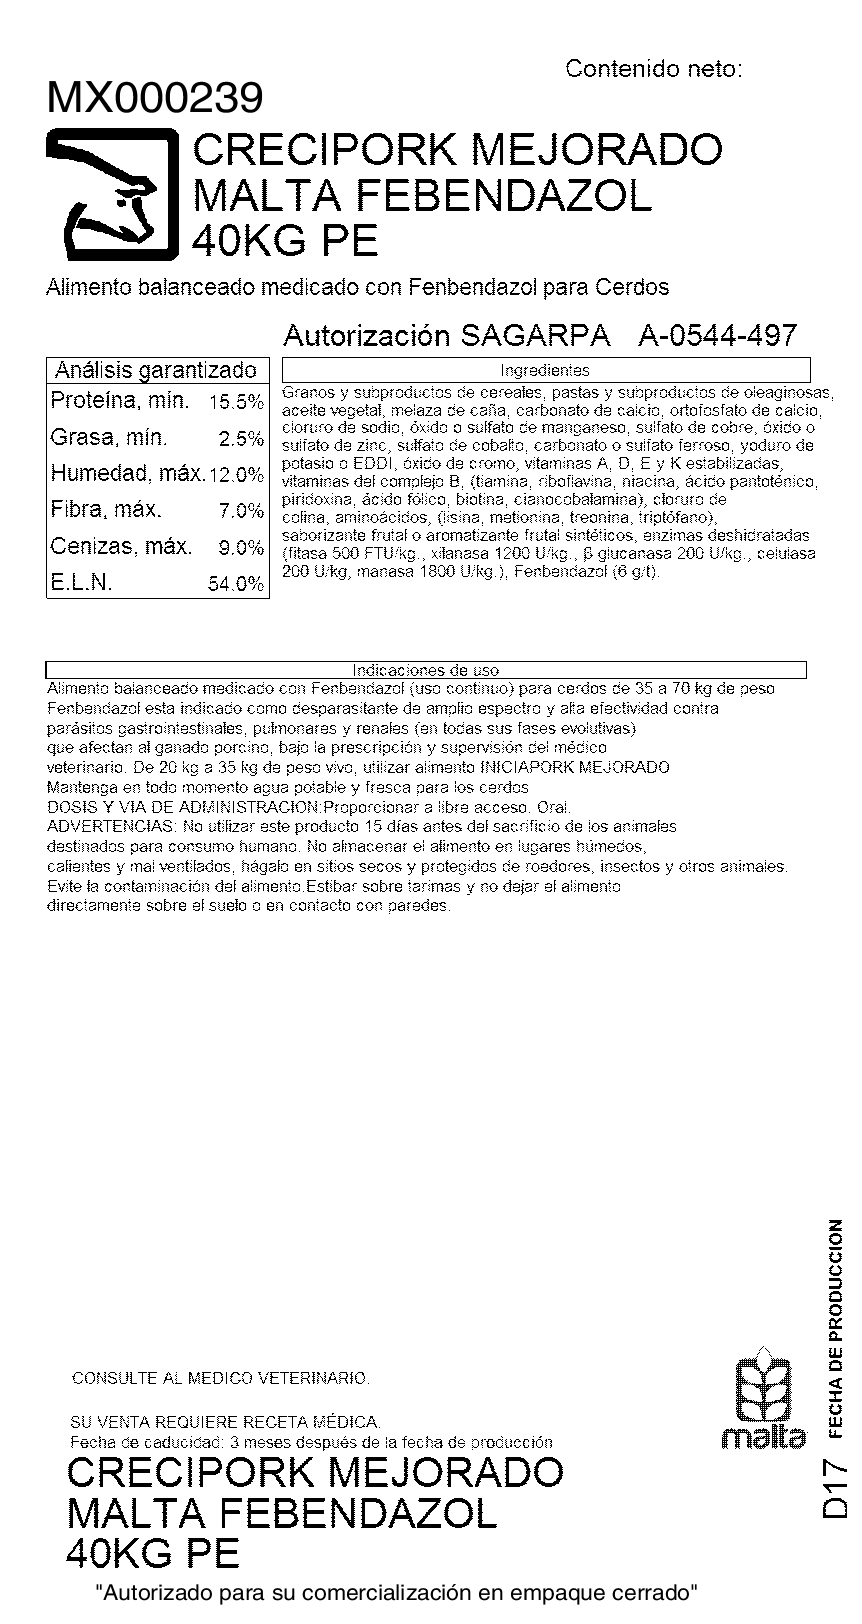 Contenido neto:
MX000239
CRECIPORK MEJORADO
MALTA FEBENDAZOL
40KG PE
Alimento balanceado medicado con Fenbendazol para Cerdos
Autorización SAGARPA A-0544-497
Análisis garantizado
Proteína, mín. 15.5%
Grasa, mín. 2.5%
Humedad, máx. 12.0%
Fibra, máx. 7.0%
Cenizas, máx. 9.0%
E.L.N. 54.0%
Ingredientes
Granos y subproductos de cereales, pastas y subproductos de oleaginosas,
aceite vegetal, melaza de caña, carbonato de calcio, ortofosfato de calcio,
cloruro de sodio, óxido o sulfato de manganeso, sulfato de cobre, óxido o
sulfato de zinc, sulfato de cobalto, carbonato o sulfato ferroso, yoduro de
potasio o EDDI, óxido de cromo, vitaminas A, D, E y K estabilizadas,
vitaminas del complejo B, (tiamina, riboflavina, niacina, ácido pantoténico,
piridoxina, ácido fólico, biotina, cianocobalamina), cloruro de
colina, aminoácidos, (lisina, metionina, treonina, triptófano),
saborizante frutal o aromatizante frutal sintéticos, enzimas deshidratadas
(fitasa 500 FTU/kg., xilanasa 1200 U/kg., β glucanasa 200 U/kg., celulasa
200 U/kg, manasa 1800 U/kg.), Fenbendazol (6 g/t).
Indicaciones de uso
Alimento balanceado medicado con Fenbendazol (uso continuo) para cerdos de 35 a 70 kg de peso
Fenbendazol esta indicado como desparasitante de amplio espectro y alta efectividad contra
parásitos gastrointestinales, pulmonares y renales (en todas sus fases evolutivas)
que afectan al ganado porcino, bajo la prescripción y supervisión del médico
veterinario. De 20 kg a 35 kg de peso vivo, utilizar alimento INICIAPORK MEJORADO
Mantenga en todo momento agua potable y fresca para los cerdos
DOSIS Y VIA DE ADMINISTRACION:Proporcionar a libre acceso. Oral.
ADVERTENCIAS: No utilizar este producto 15 días antes del sacrificio de los animales
destinados para consumo humano. No almacenar el alimento en lugares húmedos,
calientes y mal ventilados, hágalo en sitios secos y protegidos de roedores, insectos y otros animales.
Evite la contaminación del alimento.Estibar sobre tarimas y no dejar el alimento
directamente sobre el suelo o en contacto con paredes.
FECHA DE PRODUCCION
D17
malta
CONSULTE AL MEDICO VETERINARIO.
SU VENTA REQUIERE RECETA MÉDICA.
Fecha de caducidad: 3 meses después de la fecha de producción
CRECIPORK MEJORADO
MALTA FEBENDAZOL
40KG PE
"Autorizado para su comercialización en empaque cerrado"